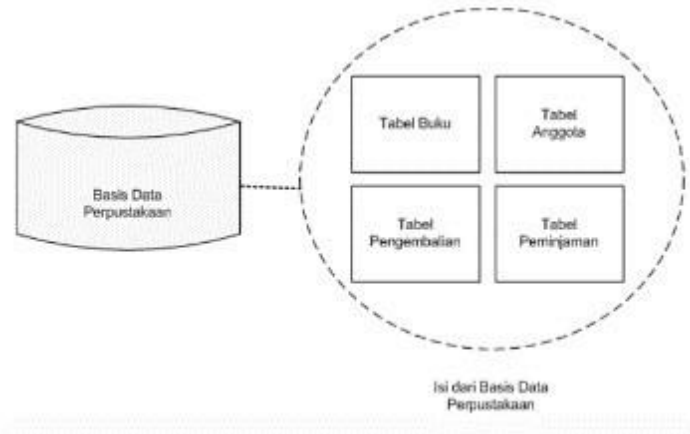 Basis Data
Perpustakaan
Tabel Buku
Tabel
Anggota
Tabel
Pengembalian
Tabel
Peminjaman
Isi dari Basis Data
Perpustakaan